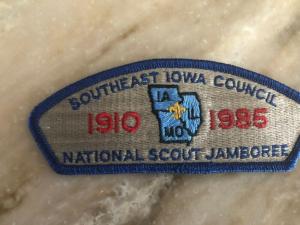 SOUTHEAST IOWA COUNCIL
IA
1910 IL 1985
MO
NATIONAL SCOUT JAMBOREE